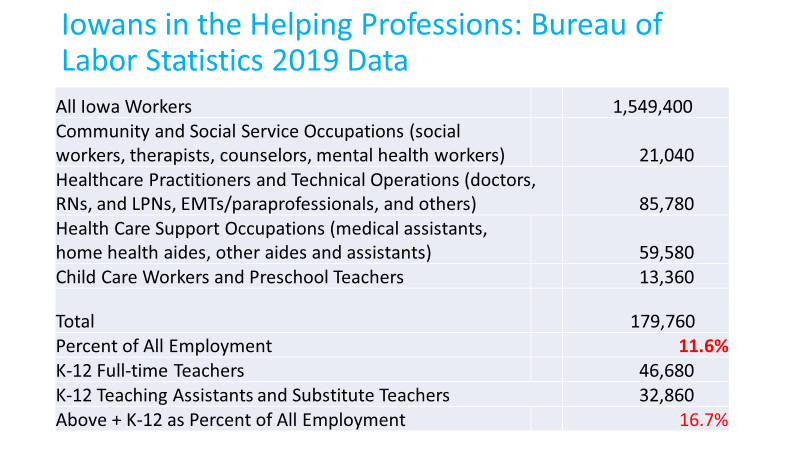 Iowans in the Helping Professions: Bureau of
Labor Statistics 2019 Data
All Iowa Workers 1,549,400
Community and Social Service Occupations (social
workers, therapists, counselors, mental health workers) 21,040
Healthcare Practitioners and Technical Operations (doctors,
RNs, and LPNs, EMTs/paraprofessionals, and others) 85,780
Health Care Support Occupations (medical assistants,
home health aides, other aides and assistants) 59,580
Child Care Workers and Preschool Teachers 13,360
Total 179,760
Percent of All Employment 11.6%
K-12 Full-time Teachers 46,680
K-12 Teaching Assistants and Substitute Teachers 32,860
Above + K-12 as Percent of All Employment 16.7%